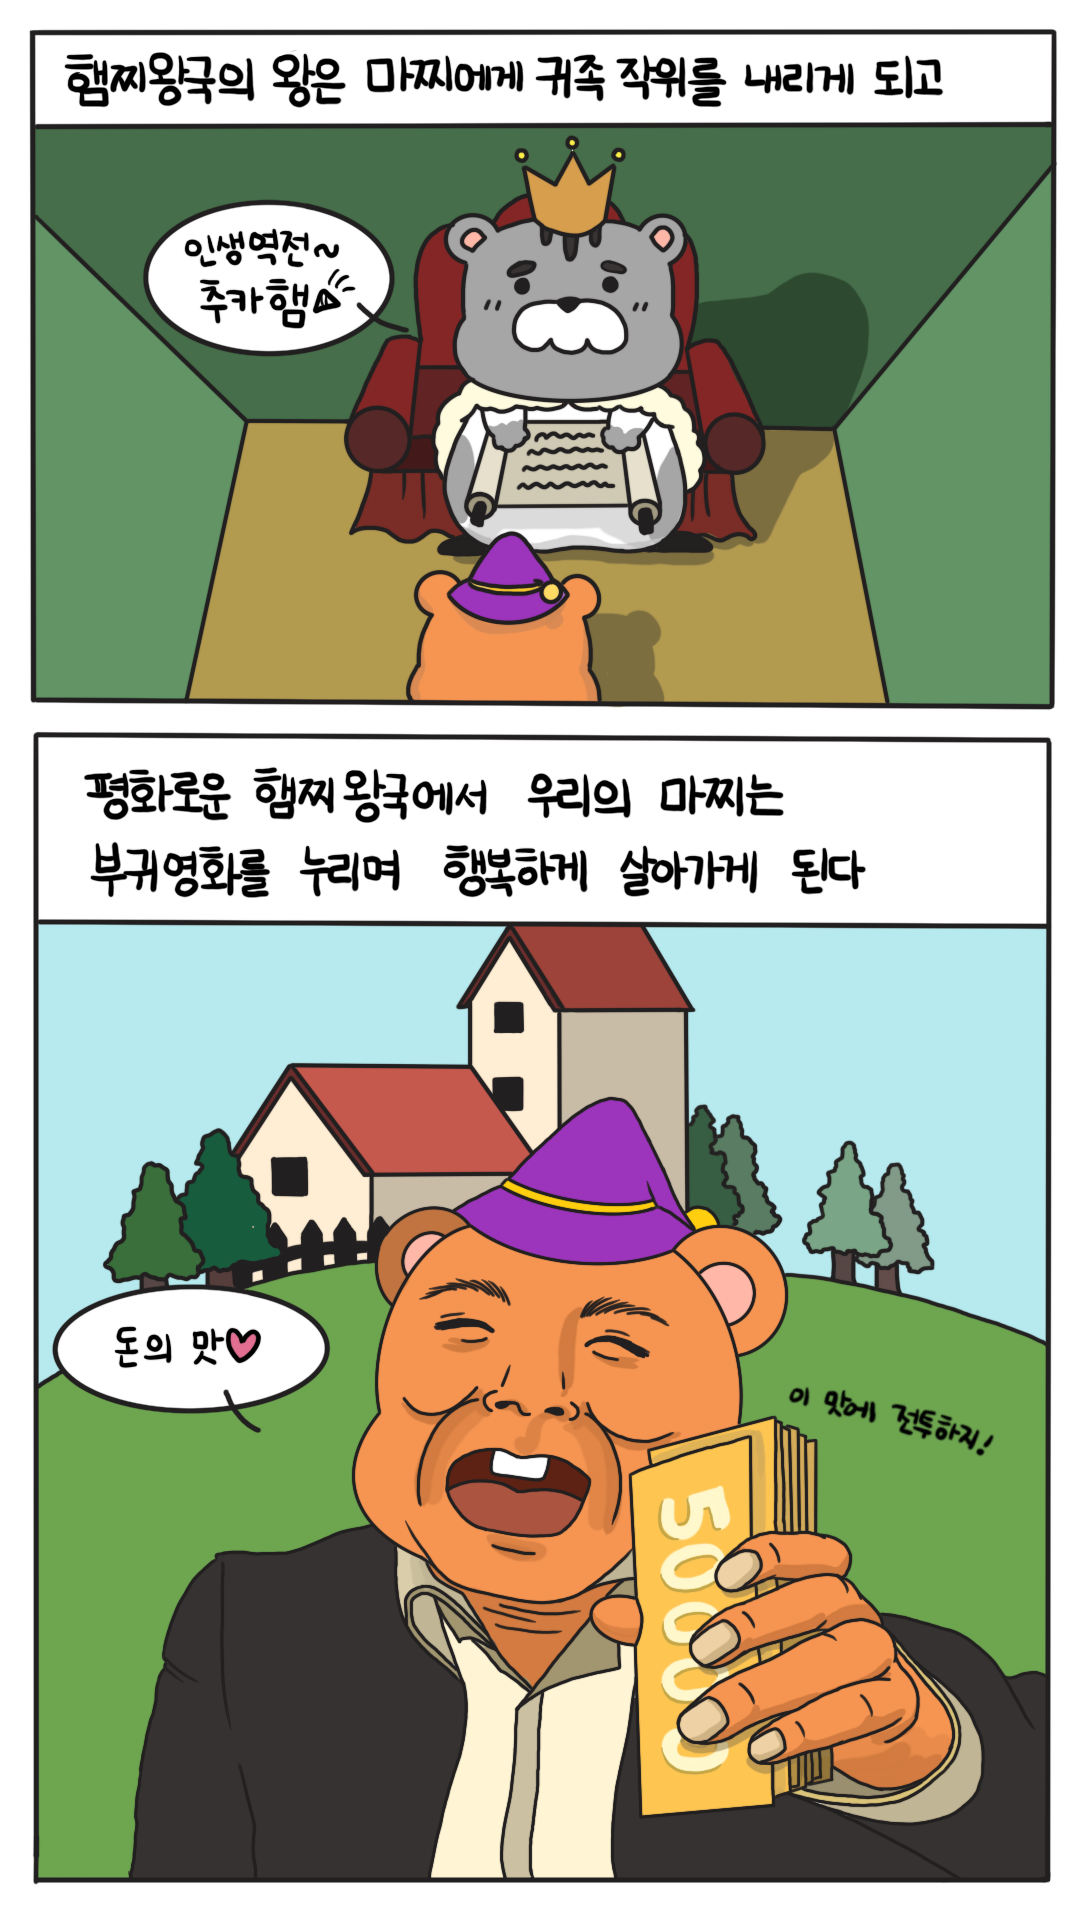 햄찌왕국의 왕은 마찌에게 귀족 작위를 내리게 되고
인생역전~
추카햄
평화로운 햄찌왕국에서 우리의 마찌는
부귀영화를 누리며 행복하게 살아가게 된다
돈의 맛♥
이 맛에 전투하지!
50000